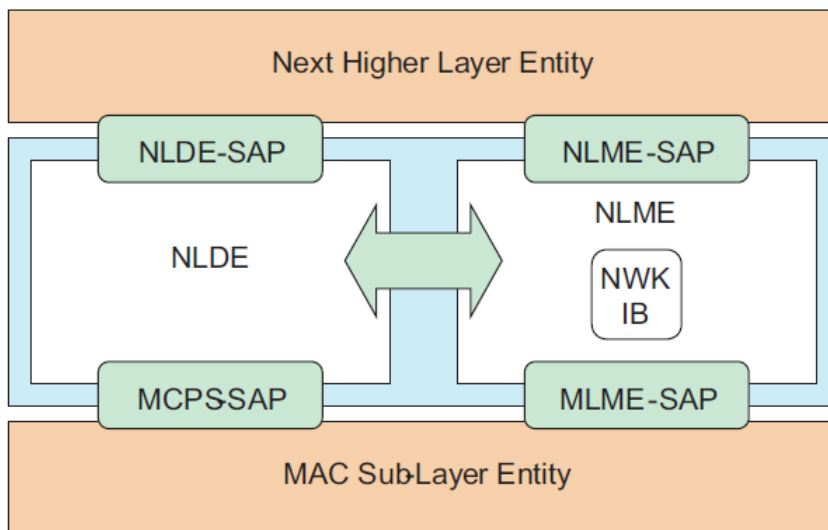 Next Higher Layer Entity
NLDE-SAP
NLME-SAP
NLME
NLDE
NWK
IB
MCPS-SAP
MLME-SAP
MAC Sub-Layer Entity